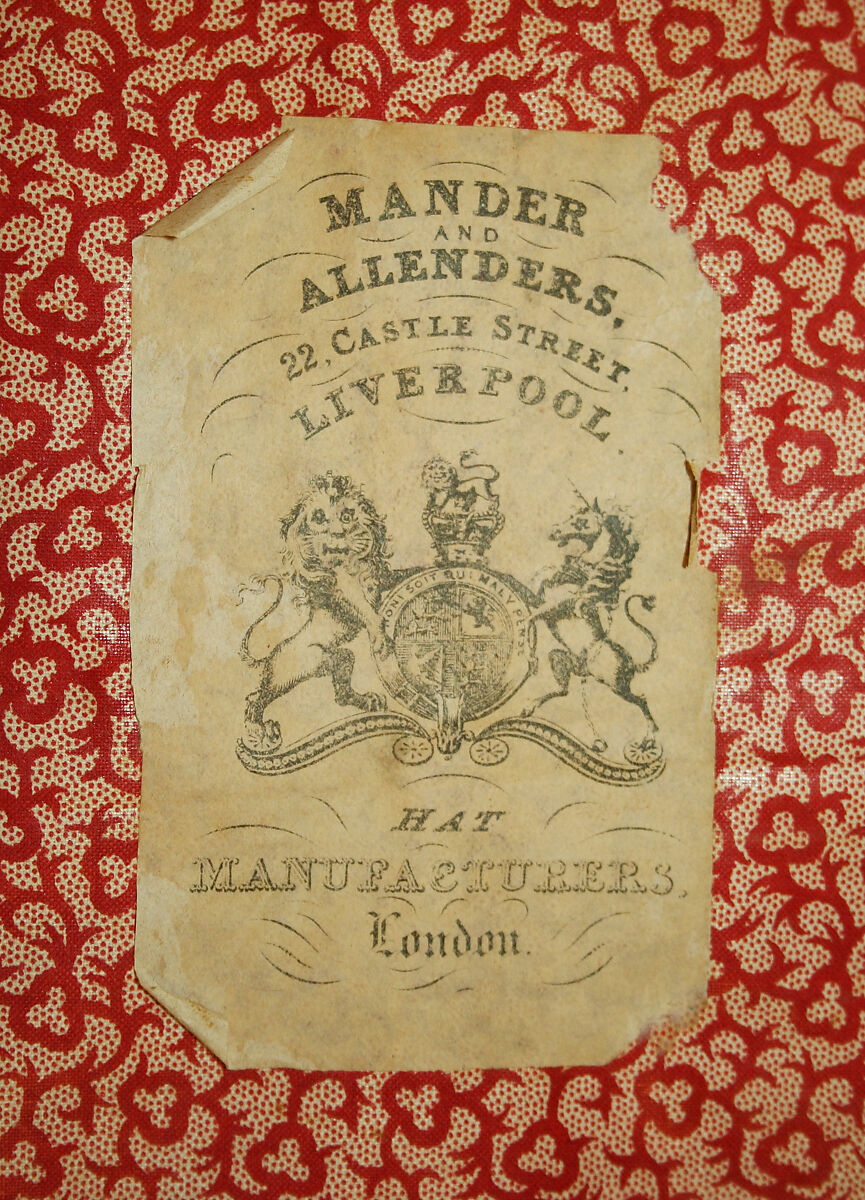 MANDER
AND
ALLENDERS,
22, CASTLE STREET,
LIVERPOOL.
HONI SOIT QUI MAL Y PENSE
HAT
MANUFACTURERS,
London.